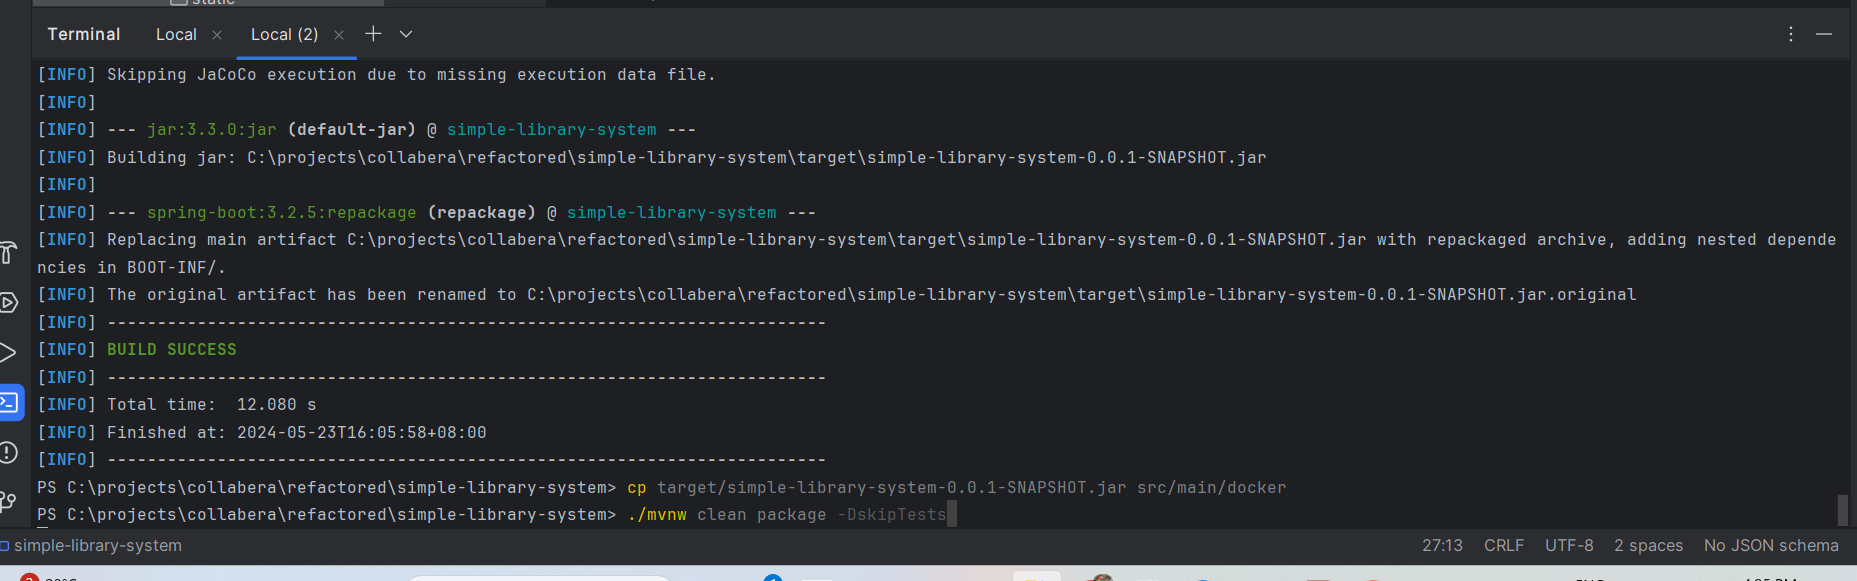 Terminal Local Local (2)
[INFO] Skipping JaCoCo execution due to missing execution data file.
[INFO]
[INFO] --- jar:3.3.0:jar (default-jar) @ simple-library-system ---
[INFO] Building jar: C:\projects\collabera\refactored\simple-library-system\target\simple-library-system-0.0.1-SNAPSHOT.jar
[INFO]
[INFO] --- spring-boot:3.2.5:repackage (repackage) @ simple-library-system ---
[INFO] Replacing main artifact C:\projects\collabera\refactored\simple-library-system\target\simple-library-system-0.0.1-SNAPSHOT.jar with repackaged archive, adding nested depende
ncies in BOOT-INF/.
[INFO] The original artifact has been renamed to C:\projects\collabera\refactored\simple-library-system\target\simple-library-system-0.0.1-SNAPSHOT.jar.original
[INFO] ------------------------------------------------------------------------
[INFO] BUILD SUCCESS
[INFO] ------------------------------------------------------------------------
[INFO] Total time:  12.080 s
[INFO] Finished at: 2024-05-23T16:05:58+08:00
[INFO] ------------------------------------------------------------------------
PS C:\projects\collabera\refactored\simple-library-system> cp target/simple-library-system-0.0.1-SNAPSHOT.jar src/main/docker
PS C:\projects\collabera\refactored\simple-library-system> ./mvnw clean package -DskipTests
simple-library-system 27:13 CRLF UTF-8 2 spaces No JSON schema